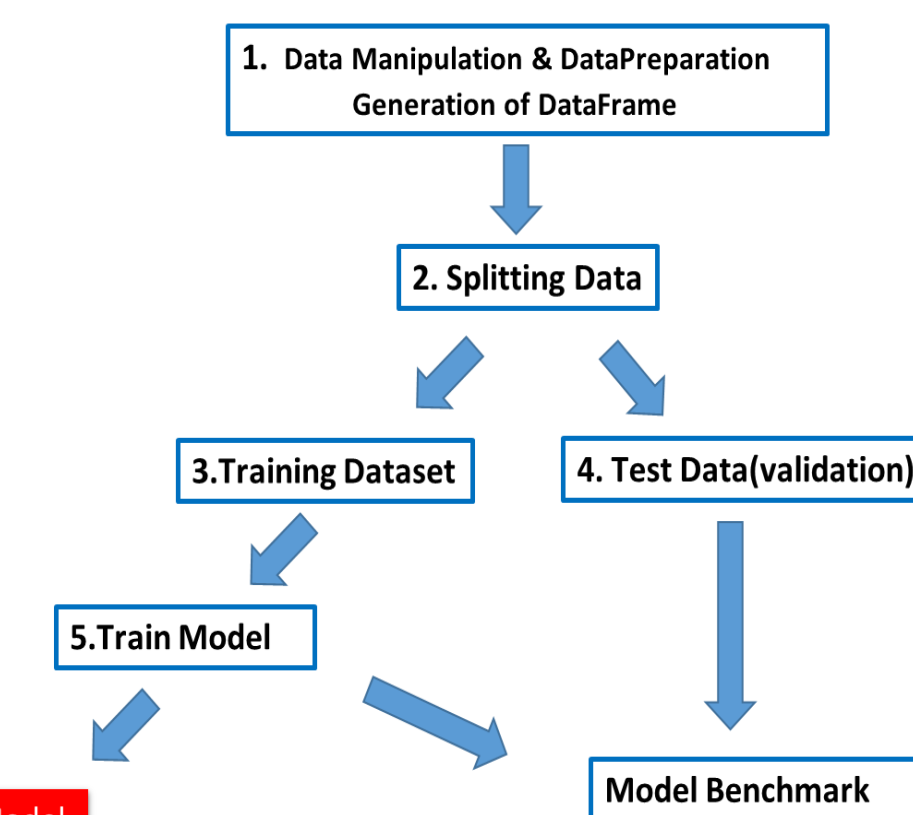 1. Data Manipulation & DataPreparation
Generation of DataFrame
2. Splitting Data
3.Training Dataset
4. Test Data(validation)
5.Train Model
Model Benchmark